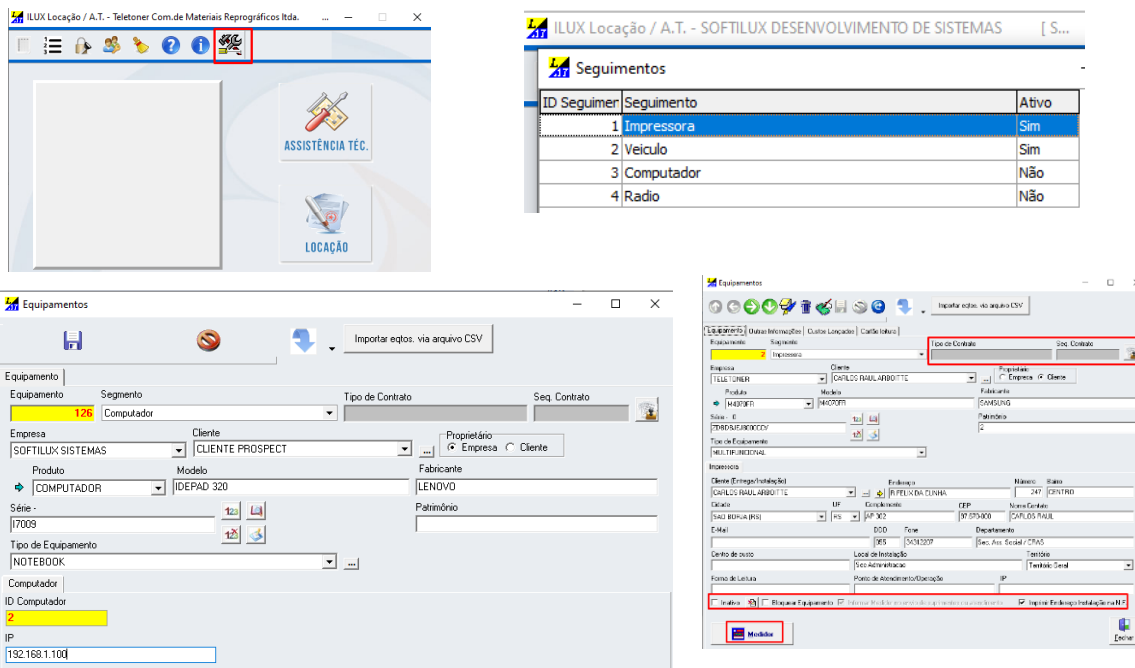 ILUX Locação / A.T. - Teletoner Com.de Materiais Reprográficos ltda. ...
ASSISTÊNCIA TÉC.
LOCAÇÃO
ILUX Locação / A.T. - SOFTILUX DESENVOLVIMENTO DE SISTEMAS [ S...
Seguimentos
ID Seguimen Seguimento Ativo
1 Impressora Sim
2 Veiculo Sim
3 Computador Não
4 Radio Não
Equipamentos
Importar eqtos. via arquivo CSV
Equipamento
Equipamento Segmento Tipo de Contrato Seq. Contrato
126 Computador
Empresa Cliente Proprietário
SOFTILUX SISTEMAS CLIENTE PROSPECT ... Empresa Cliente
Produto Modelo Fabricante
COMPUTADOR IDEPAD 320 LENOVO
Série - Patrimônio
I7009
Tipo de Equipamento
NOTEBOOK ...
Computador
ID Computador
2
IP
192.168.1.100
Equipamentos
Importar eqtos. via arquivo CSV
Equipamento Outras Informações Custos Lançados Cartão leitura
Equipamento Segmento Tipo de Contrato Seq. Contrato
2 Impressora
Empresa Cliente Proprietário
TELETONER CARLOS RAUL ARBOITTE ... Empresa Cliente
Produto Modelo Fabricante
M4070FR M4070FR SAMSUNG
Série - Patrimônio
2
Tipo de Equipamento
MULTIFUNCIONAL
Impressora
Cliente (Entrega/Instalação) Endereço Número Bairro
CARLOS RAUL ARBOITTE R FELIX DA CUNHA 247 CENTRO
Cidade UF Complemento CEP Nome Contato
SAO BORJA (RS) RS AP 302 97.670-000 CARLOS RAUL
E-Mail DDD Fone Departamento
055 34313207 Sec. Ass. Social / CRAS
Centro de custo Local de Instalação Território
Sec Administracao Território Geral
Forma de Leitura Ponto de Atendimento/Operação IP
Inativo Bloquear Equipamento Imprimir Endereço Instalação na N.F.
Medidor
Fechar